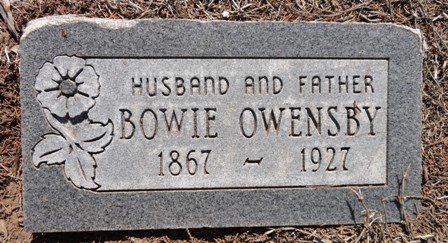 HUSBAND AND FATHER
BOWIE OWENSBY
1867 ~ 1927